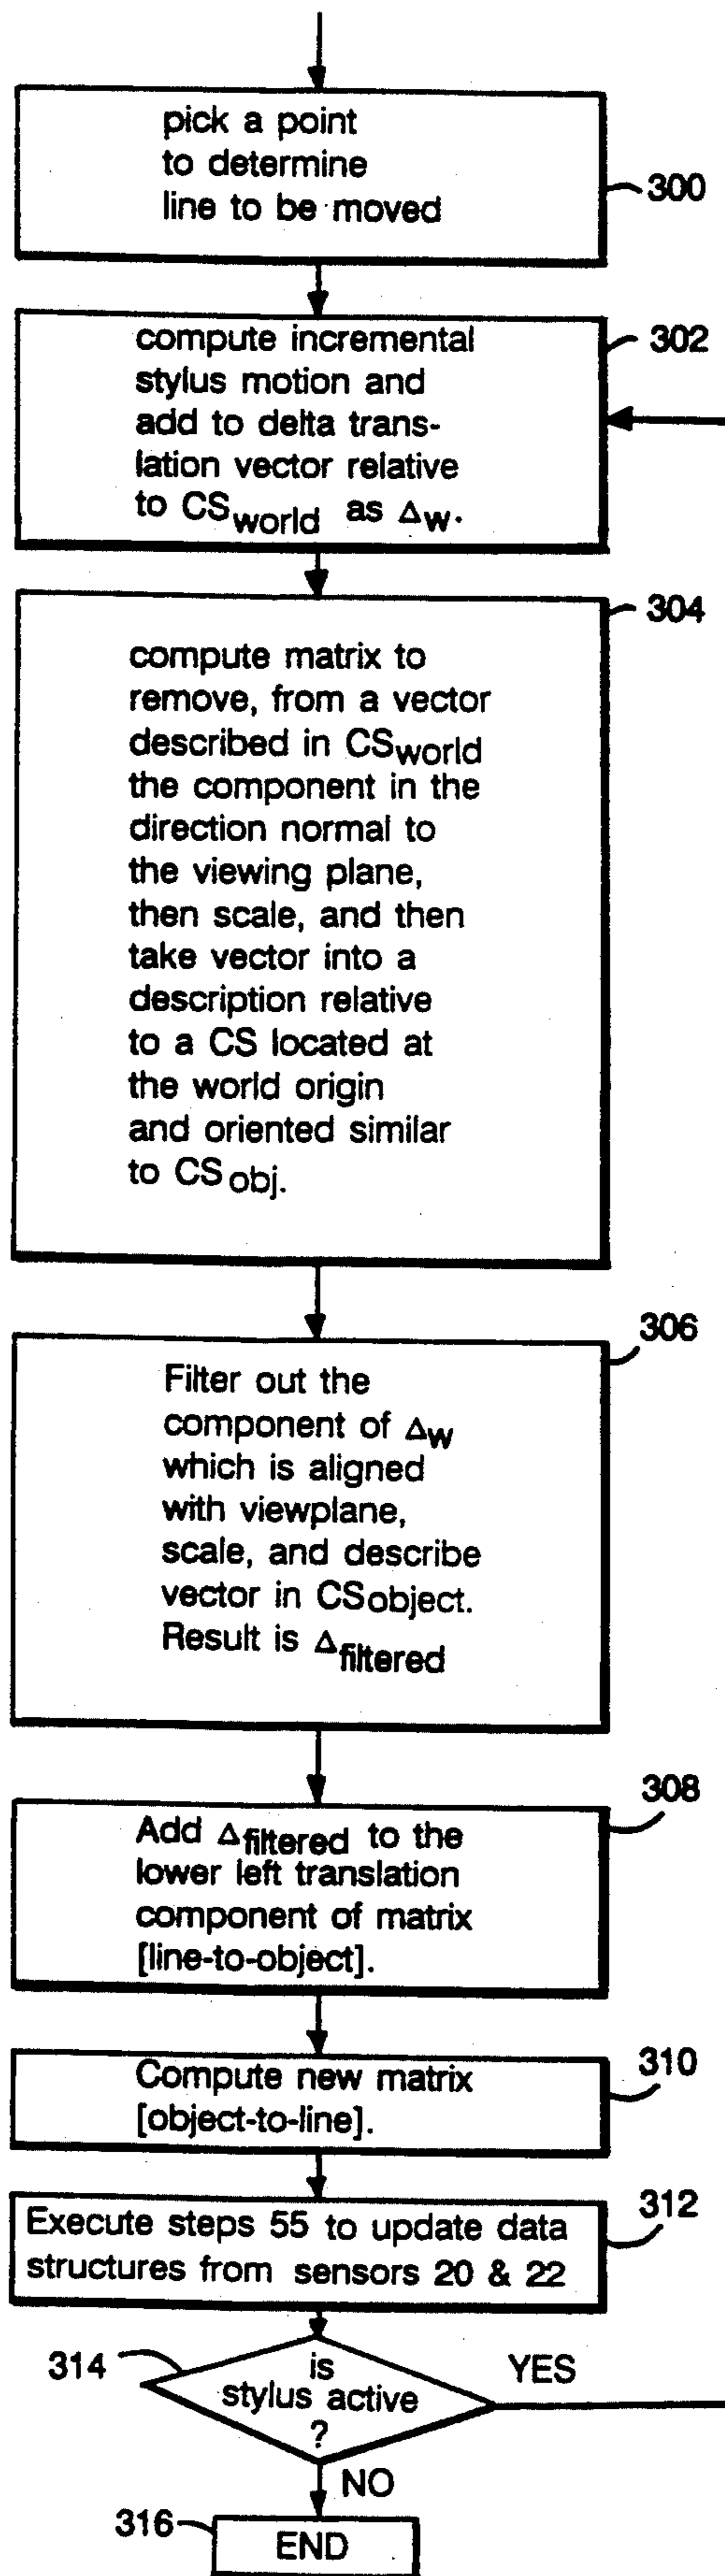 pick a point
to determine
line to be moved
300
compute incremental
stylus motion and
add to delta trans-
lation vector relative
to CSworld as Δw.
302
compute matrix to
remove, from a vector
described in CSworld
the component in the
direction normal to
the viewing plane,
then scale, and then
take vector into a
description relative
to a CS located at
the world origin
and oriented similar
to CSobj.
304
Filter out the
component of Δw
which is aligned
with viewplane,
scale, and describe
vector in CSobject.
Result is Δfiltered
306
Add Δfiltered to the
lower left translation
component of matrix
[line-to-object].
308
Compute new matrix
[object-to-line].
310
Execute steps 55 to update data
structures from sensors 20 & 22
312
314
is
stylus active
?
YES
NO
316
END